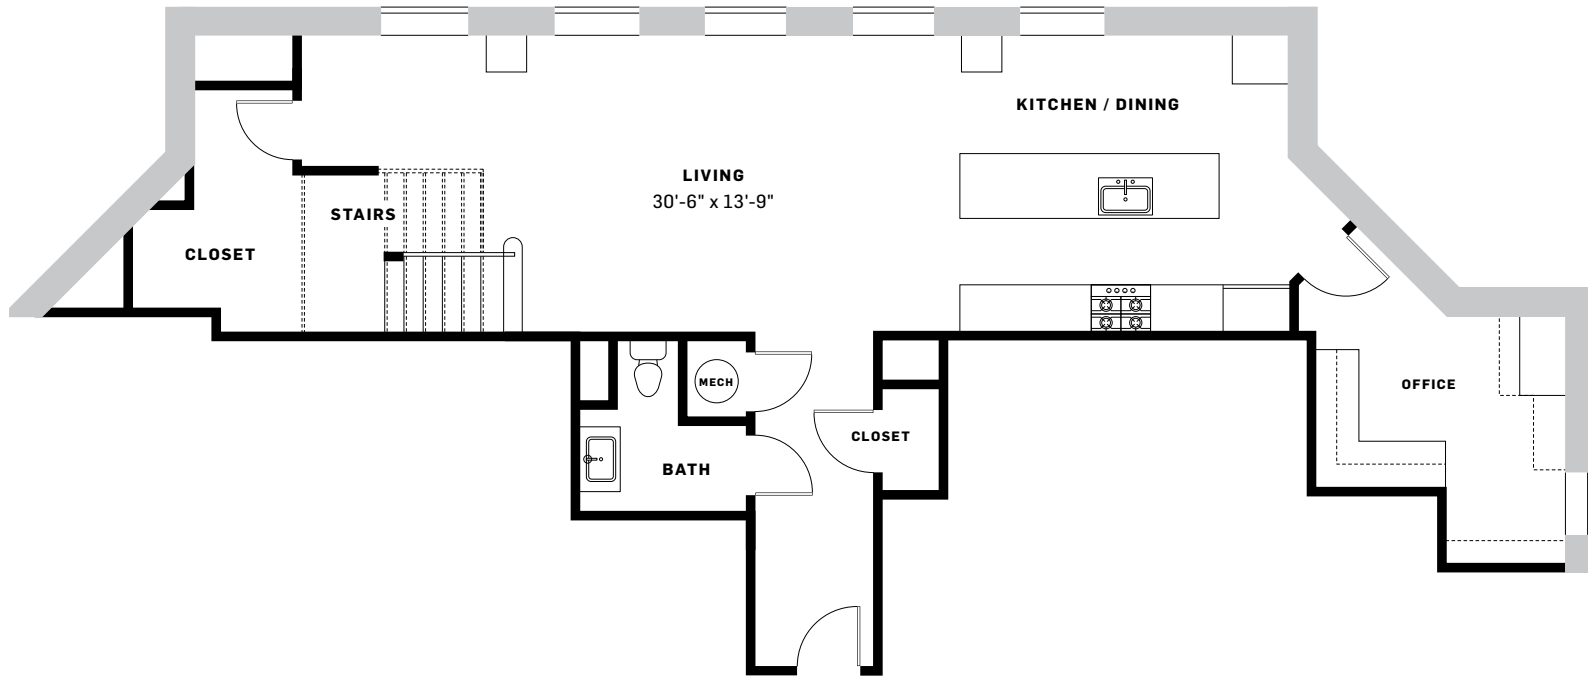 KITCHEN / DINING
LIVING
30'-6" x 13'-9"
STAIRS
CLOSET
MECH
OFFICE
CLOSET
BATH